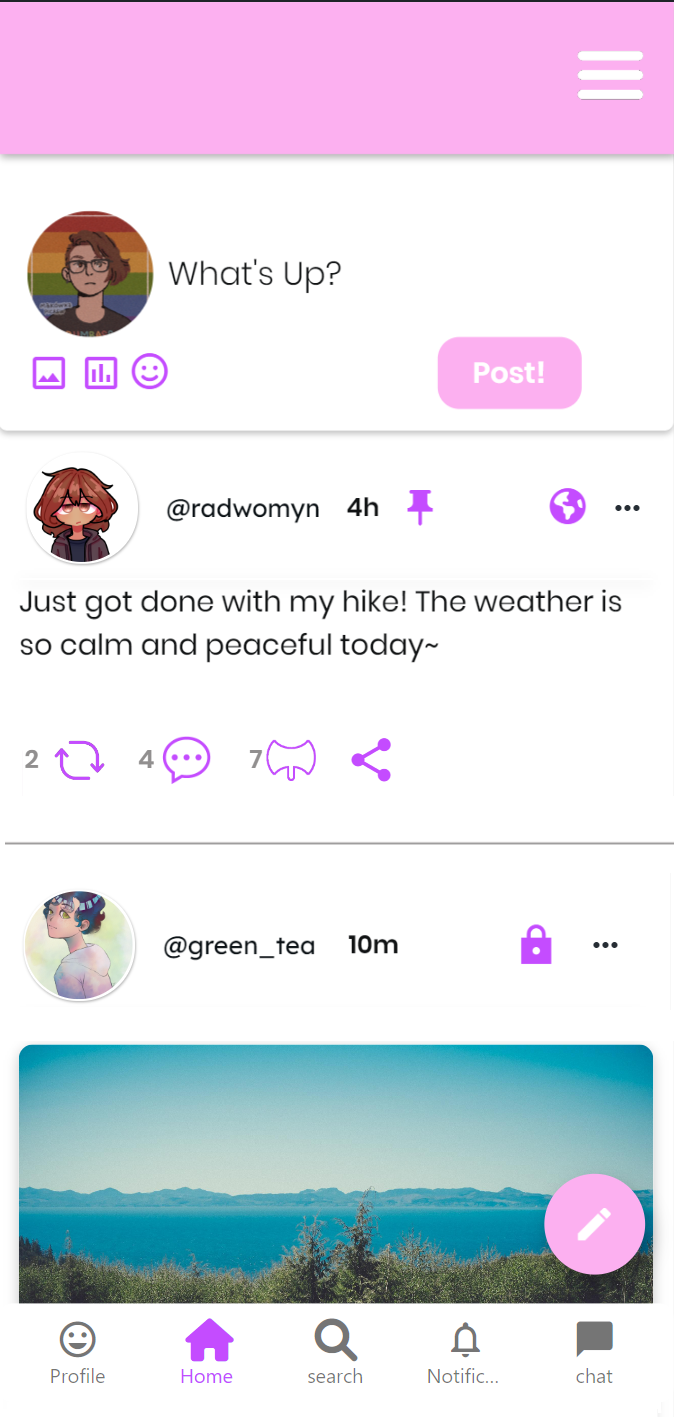 What's Up?
Post!
@radwomyn 4h
Just got done with my hike! The weather is
so calm and peaceful today~
2 4 7
@green_tea 10m
Profile Home search Notific... chat